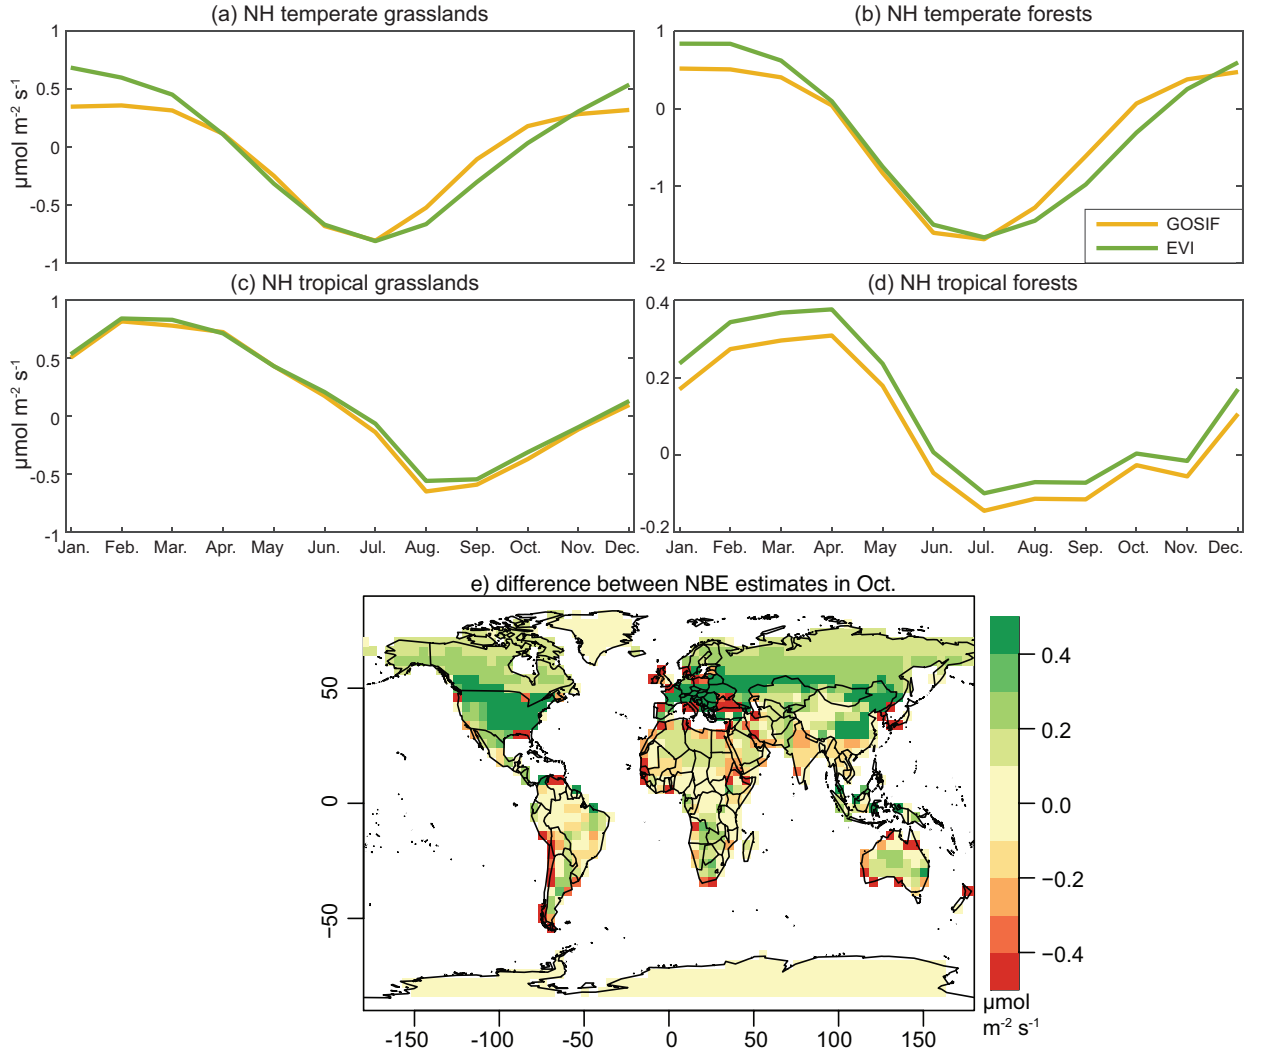 (a) NH temperate grasslands
(b) NH temperate forests
1
0.5
0
-0.5
-1
µmol m-2 s-1
1
0
-1
-2
GOSIF
EVI
(c) NH tropical grasslands
(d) NH tropical forests
1
0.5
0
-0.5
-1
µmol m-2 s-1
0.4
0.2
0
-0.2
Jan. Feb. Mar. Apr. May Jun. Jul. Aug. Sep. Oct. Nov. Dec.
Jan. Feb. Mar. Apr. May Jun. Jul. Aug. Sep. Oct. Nov. Dec.
e) difference between NBE estimates in Oct.
50
0
−50
-150 -100 -50 0 50 100 150
0.4
0.2
0.0
−0.2
−0.4
µmol
m-2 s-1